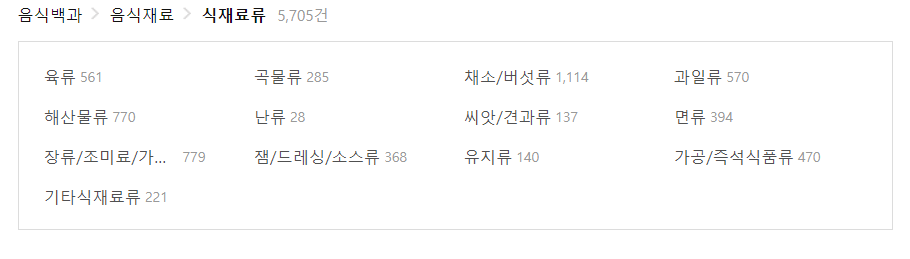 음식백과 > 음식재료 > 식재료류 5,705건
육류 561 곡물류 285 채소/버섯류 1,114 과일류 570
해산물류 770 난류 28 씨앗/견과류 137 면류 394
장류/조미료/가... 779 잼/드레싱/소스류 368 유지류 140 가공/즉석식품류 470
기타식재료류 221